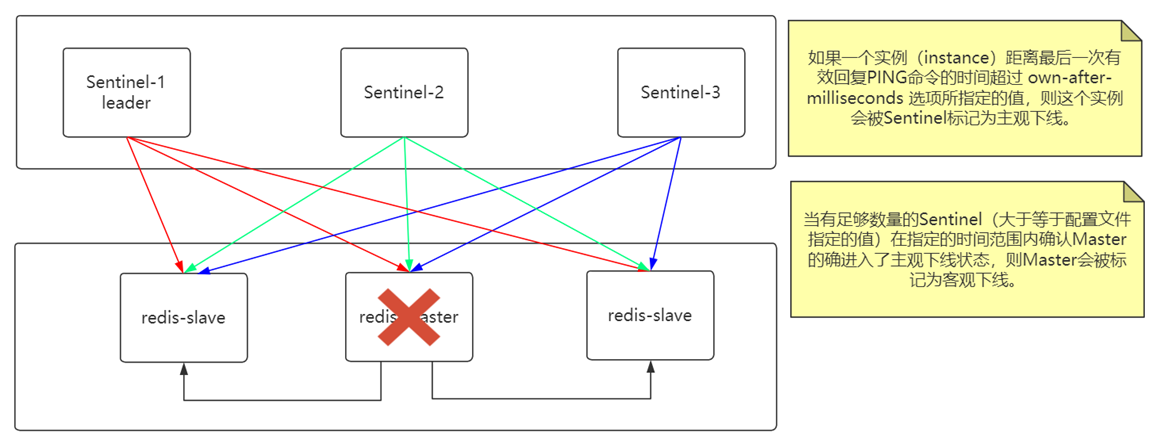 Sentinel-1
leader
Sentinel-2
Sentinel-3
如果一个实例（instance）距离最后一次有
效回复PING命令的时间超过 own-after-
milliseconds 选项所指定的值，则这个实例
会被Sentinel标记为主观下线。
当有足够数量的Sentinel（大于等于配置文件
指定的值）在指定的时间范围内确认Master
的确进入了主观下线状态，则Master会被标
记为客观下线。
redis-slave
redis-master
redis-slave